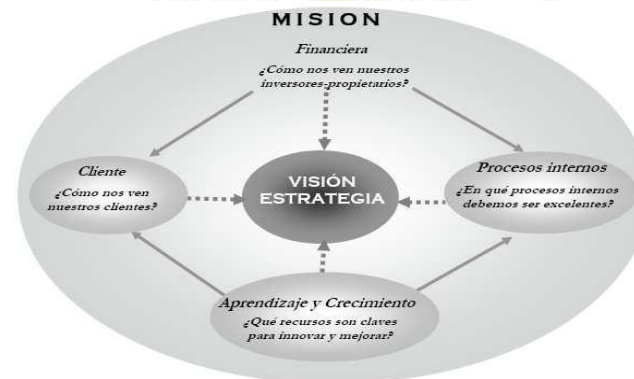 MISION
Financiera
¿Cómo nos ven nuestros
inversores-propietarios?
Cliente
¿Cómo nos ven
nuestros clientes?
VISIÓN
ESTRATEGIA
Procesos internos
¿En qué procesos internos
debemos ser excelentes?
Aprendizaje y Crecimiento
¿Qué recursos son claves
para innovar y mejorar?